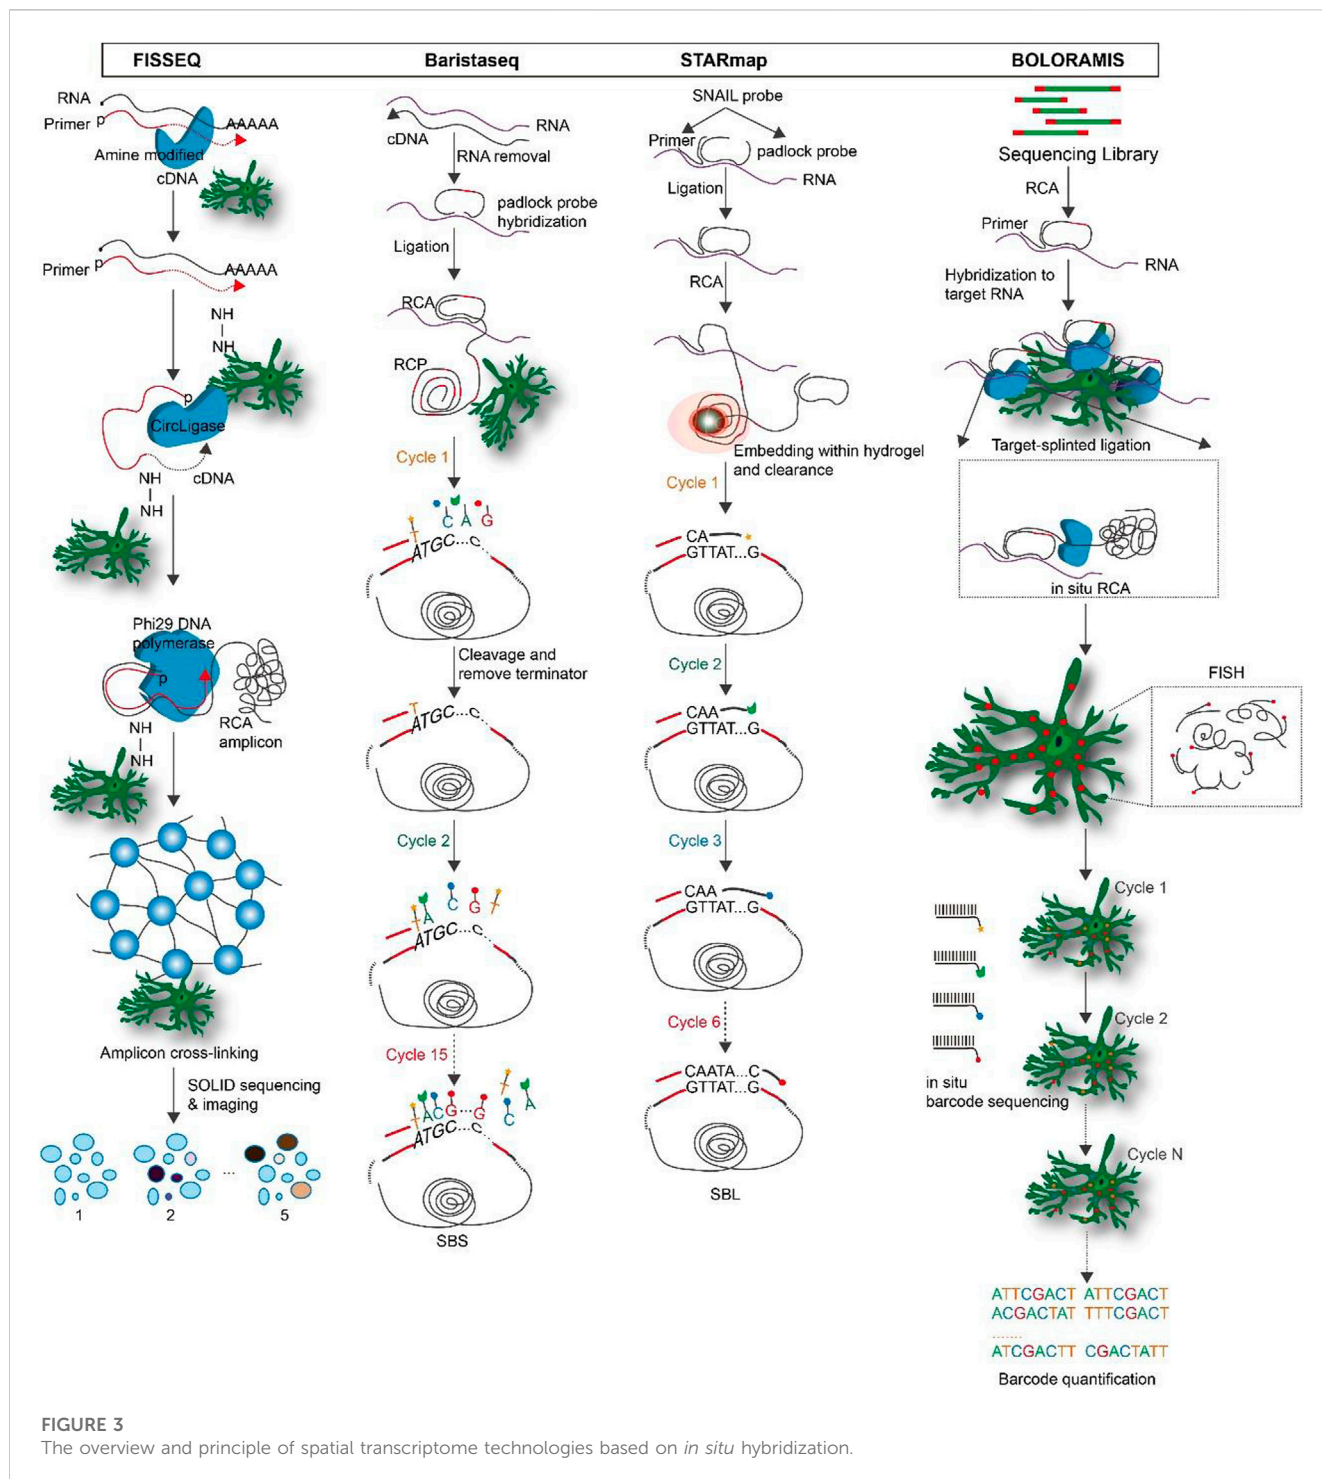 FISSEQ
Baristaseq
STARmap
BOLORAMIS
RNA
Primer
p
AAAAA
Amine modified
cDNA
Primer
p
AAAAA
NH
NH
p
CircLigase
cDNA
NH
NH
Phi29 DNA
polymerase
p
RCA
amplicon
NH
NH
Amplicon cross-linking
SOLID sequencing
& imaging
...
1
2
5
RNA
cDNA
RNA removal
padlock probe
hybridization
Ligation
RCA
RCP
Cycle 1
T
C A G
ATGC...C
Cleavage and
remove terminator
T
ATGC...C
Cycle 2
T A C G T
ATGC...C
Cycle 15
T
T A C G...G C A
ATGC...C
SBS
SNAIL probe
Primer
padlock probe
RNA
Ligation
RCA
Embedding within hydrogel
and clearance
Cycle 1
CA
GTTAT...G
Cycle 2
CAA
GTTAT...G
Cycle 3
CAA
GTTAT...G
Cycle 6
CAATA...C
GTTAT...G
SBL
Sequencing Library
RCA
Primer
RNA
Hybridization to
target RNA
Target-splinted ligation
in situ RCA
FISH
Cycle 1
Cycle 2
in situ
barcode sequencing
Cycle N
ATTCGACT ATTCGACT
ACGACTAT TTTCGACT
.......
ATCGACTT CGACTATT
Barcode quantification
FIGURE 3
The overview and principle of spatial transcriptome technologies based on in situ hybridization.